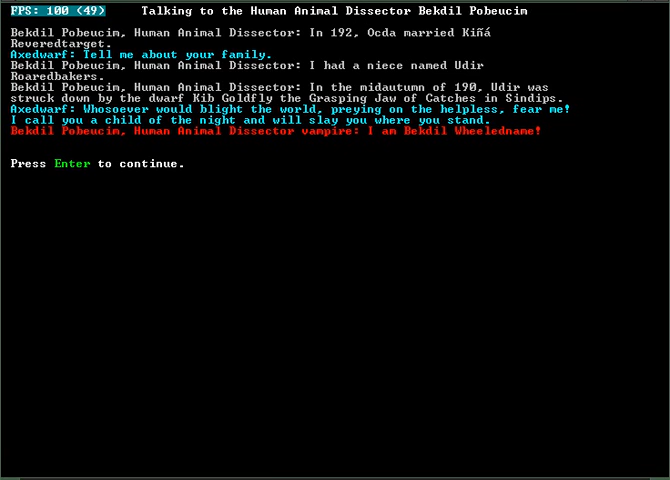 FPS: 100 (49) Talking to the Human Animal Dissector Bekdil Pobeucim
Bekdil Pobeucim, Human Animal Dissector: In 192, Ocda married Kiñá
Reveredtarget.
Axedwarf: Tell me about your family.
Bekdil Pobeucim, Human Animal Dissector: I had a niece named Udir
Roaredbakers.
Bekdil Pobeucim, Human Animal Dissector: In the midautumn of 190, Udir was
struck down by the dwarf Kib Goldfly the Grasping Jaw of Catches in Sindips.
Axedwarf: Whosoever would blight the world, preying on the helpless, fear me!
I call you a child of the night and will slay you where you stand.
Bekdil Pobeucim, Human Animal Dissector vampire: I am Bekdil Wheeledname!
Press Enter to continue.